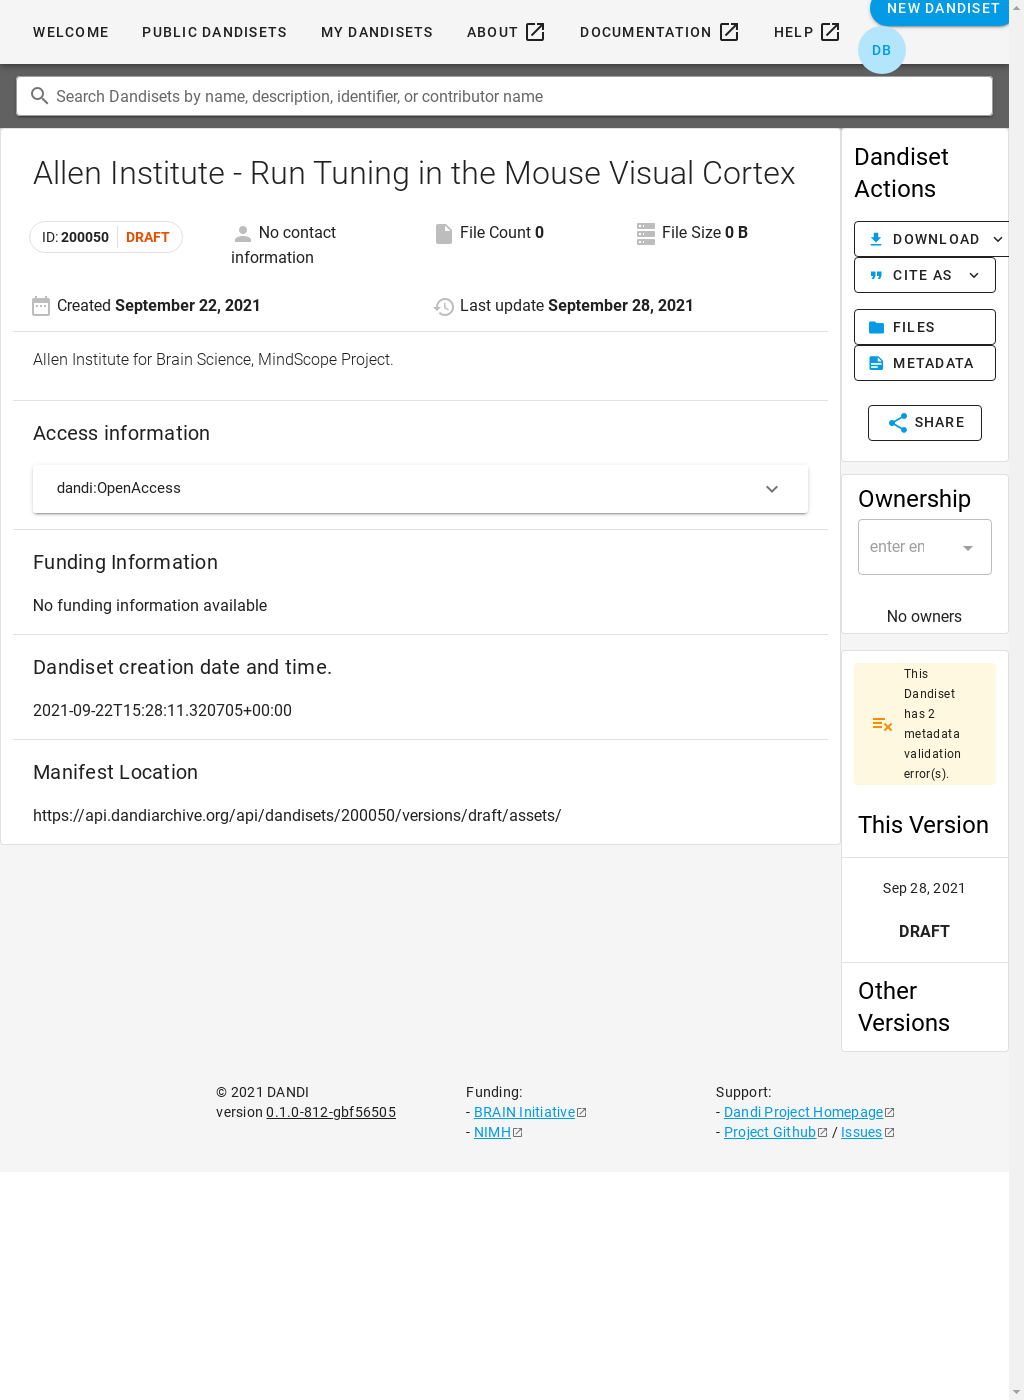 NEW DANDISET
WELCOME PUBLIC DANDISETS MY DANDISETS ABOUT DOCUMENTATION HELP
DB
Search Dandisets by name, description, identifier, or contributor name
Allen Institute - Run Tuning in the Mouse Visual Cortex
ID: 200050 DRAFT
No contact information
File Count 0
File Size 0 B
Created September 22, 2021
Last update September 28, 2021
Allen Institute for Brain Science, MindScope Project.
Access information
dandi:OpenAccess
Funding Information
No funding information available
Dandiset creation date and time.
2021-09-22T15:28:11.320705+00:00
Manifest Location
https://api.dandiarchive.org/api/dandisets/200050/versions/draft/assets/
Dandiset
Actions
DOWNLOAD
CITE AS
FILES
METADATA
SHARE
Ownership
enter en
No owners
This
Dandiset
has 2
metadata
validation
error(s).
This Version
Sep 28, 2021
DRAFT
Other
Versions
© 2021 DANDI
version 0.1.0-812-gbf56505
Funding:
- BRAIN Initiative
- NIMH
Support:
- Dandi Project Homepage
- Project Github / Issues